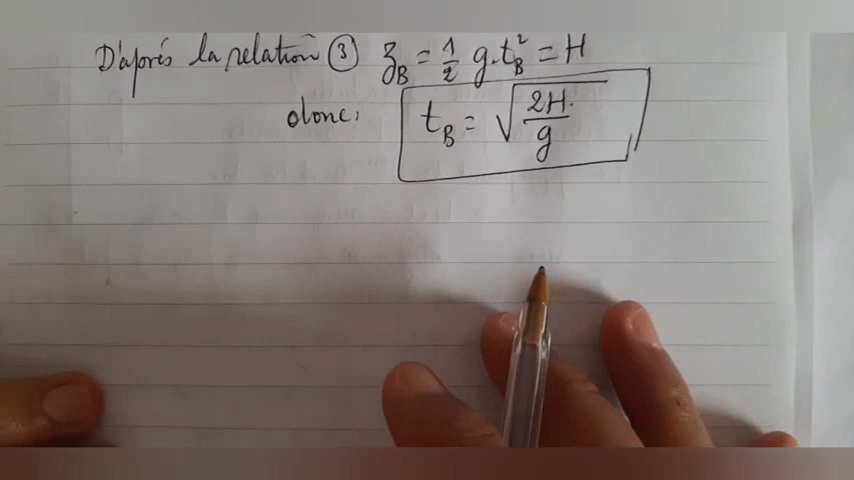 D'après la relation ③ z_B = 1/2 g.t_B² = H
donc: t_B = √(2H/g)